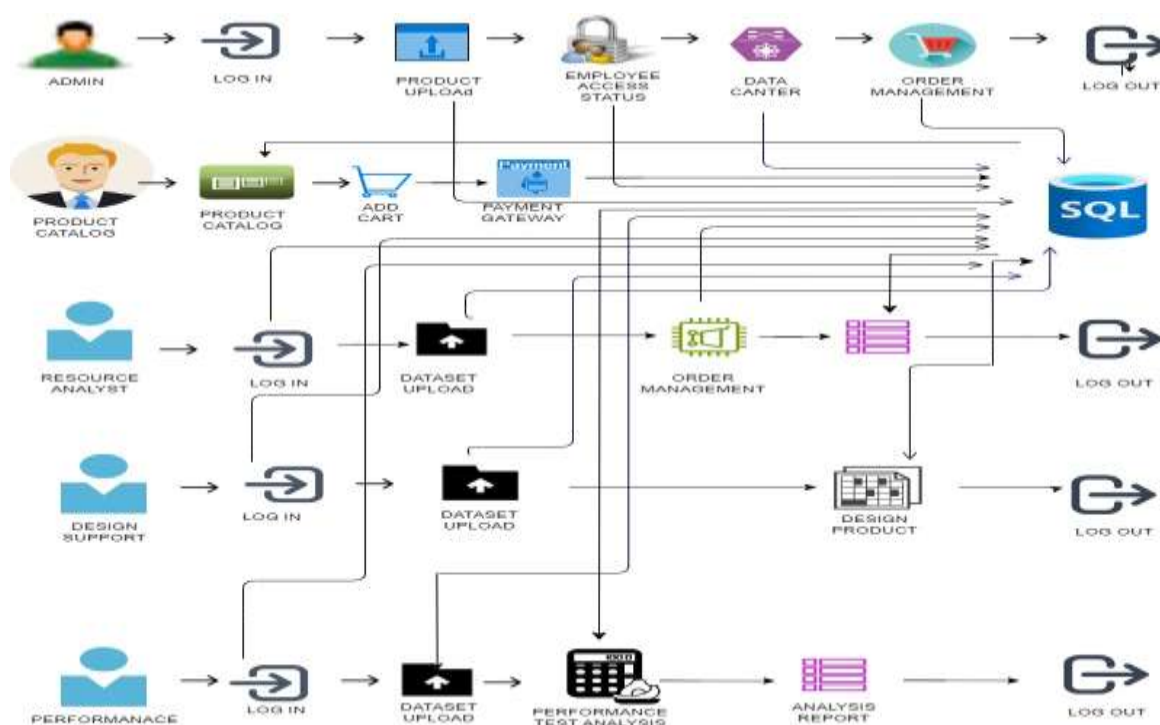 ADMIN
LOG IN
PRODUCT
UPLOAd
EMPLOYEE
ACCESS
STATUS
DATA
CANTER
ORDER
MANAGEMENT
LOG OUT
PRODUCT
CATALOG
PRODUCT
CATALOG
ADD
CART
Payment
PAYMENT
GATEWAY
SQL
RESOURCE
ANALYST
LOG IN
DATASET
UPLOAD
ORDER
MANAGEMENT
LOG OUT
DESIGN
SUPPORT
LOG IN
DATASET
UPLOAD
DESIGN
PRODUCT
LOG OUT
PERFORMANACE
LOG IN
DATASET
UPLOAD
PERFORMANCE
TEST ANALYSIS
ANALYSIS
REPORT
LOG OUT